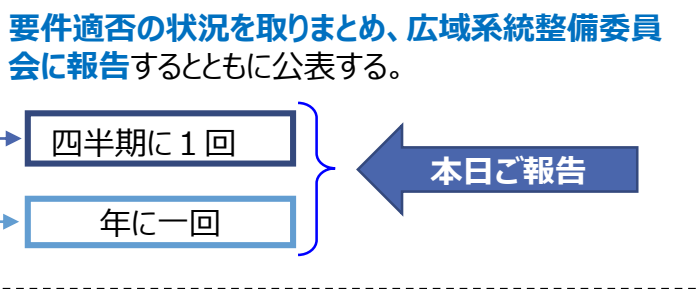 要件適否の状況を取りまとめ、広域系統整備委員
会に報告するとともに公表する。
四半期に１回
本日ご報告
年に一回